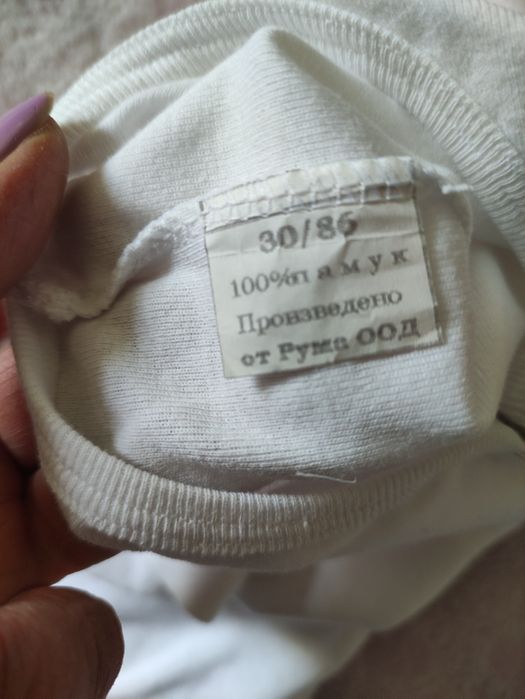 30/86
100%памук
Произведено
от Рума ООД